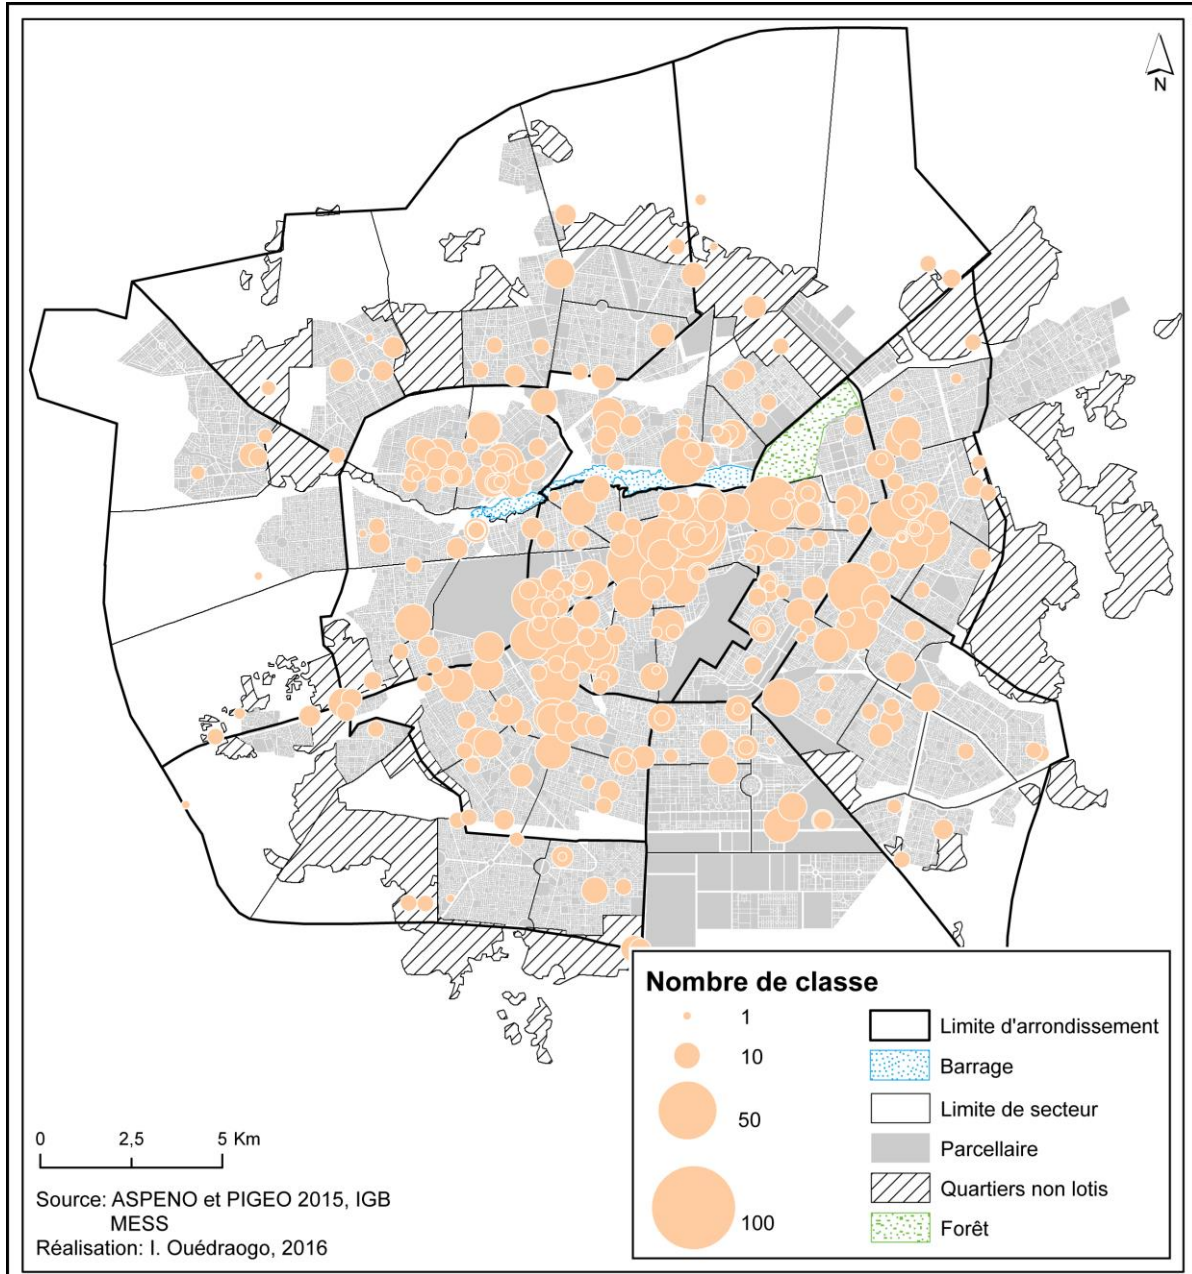 N
Nombre de classe
1
10
50
100
Limite d'arrondissement
Barrage
Limite de secteur
Parcellaire
Quartiers non lotis
Forêt
0 2,5 5 Km
Source: ASPENO et PIGEO 2015, IGB
MESS
Réalisation: I. Ouédraogo, 2016